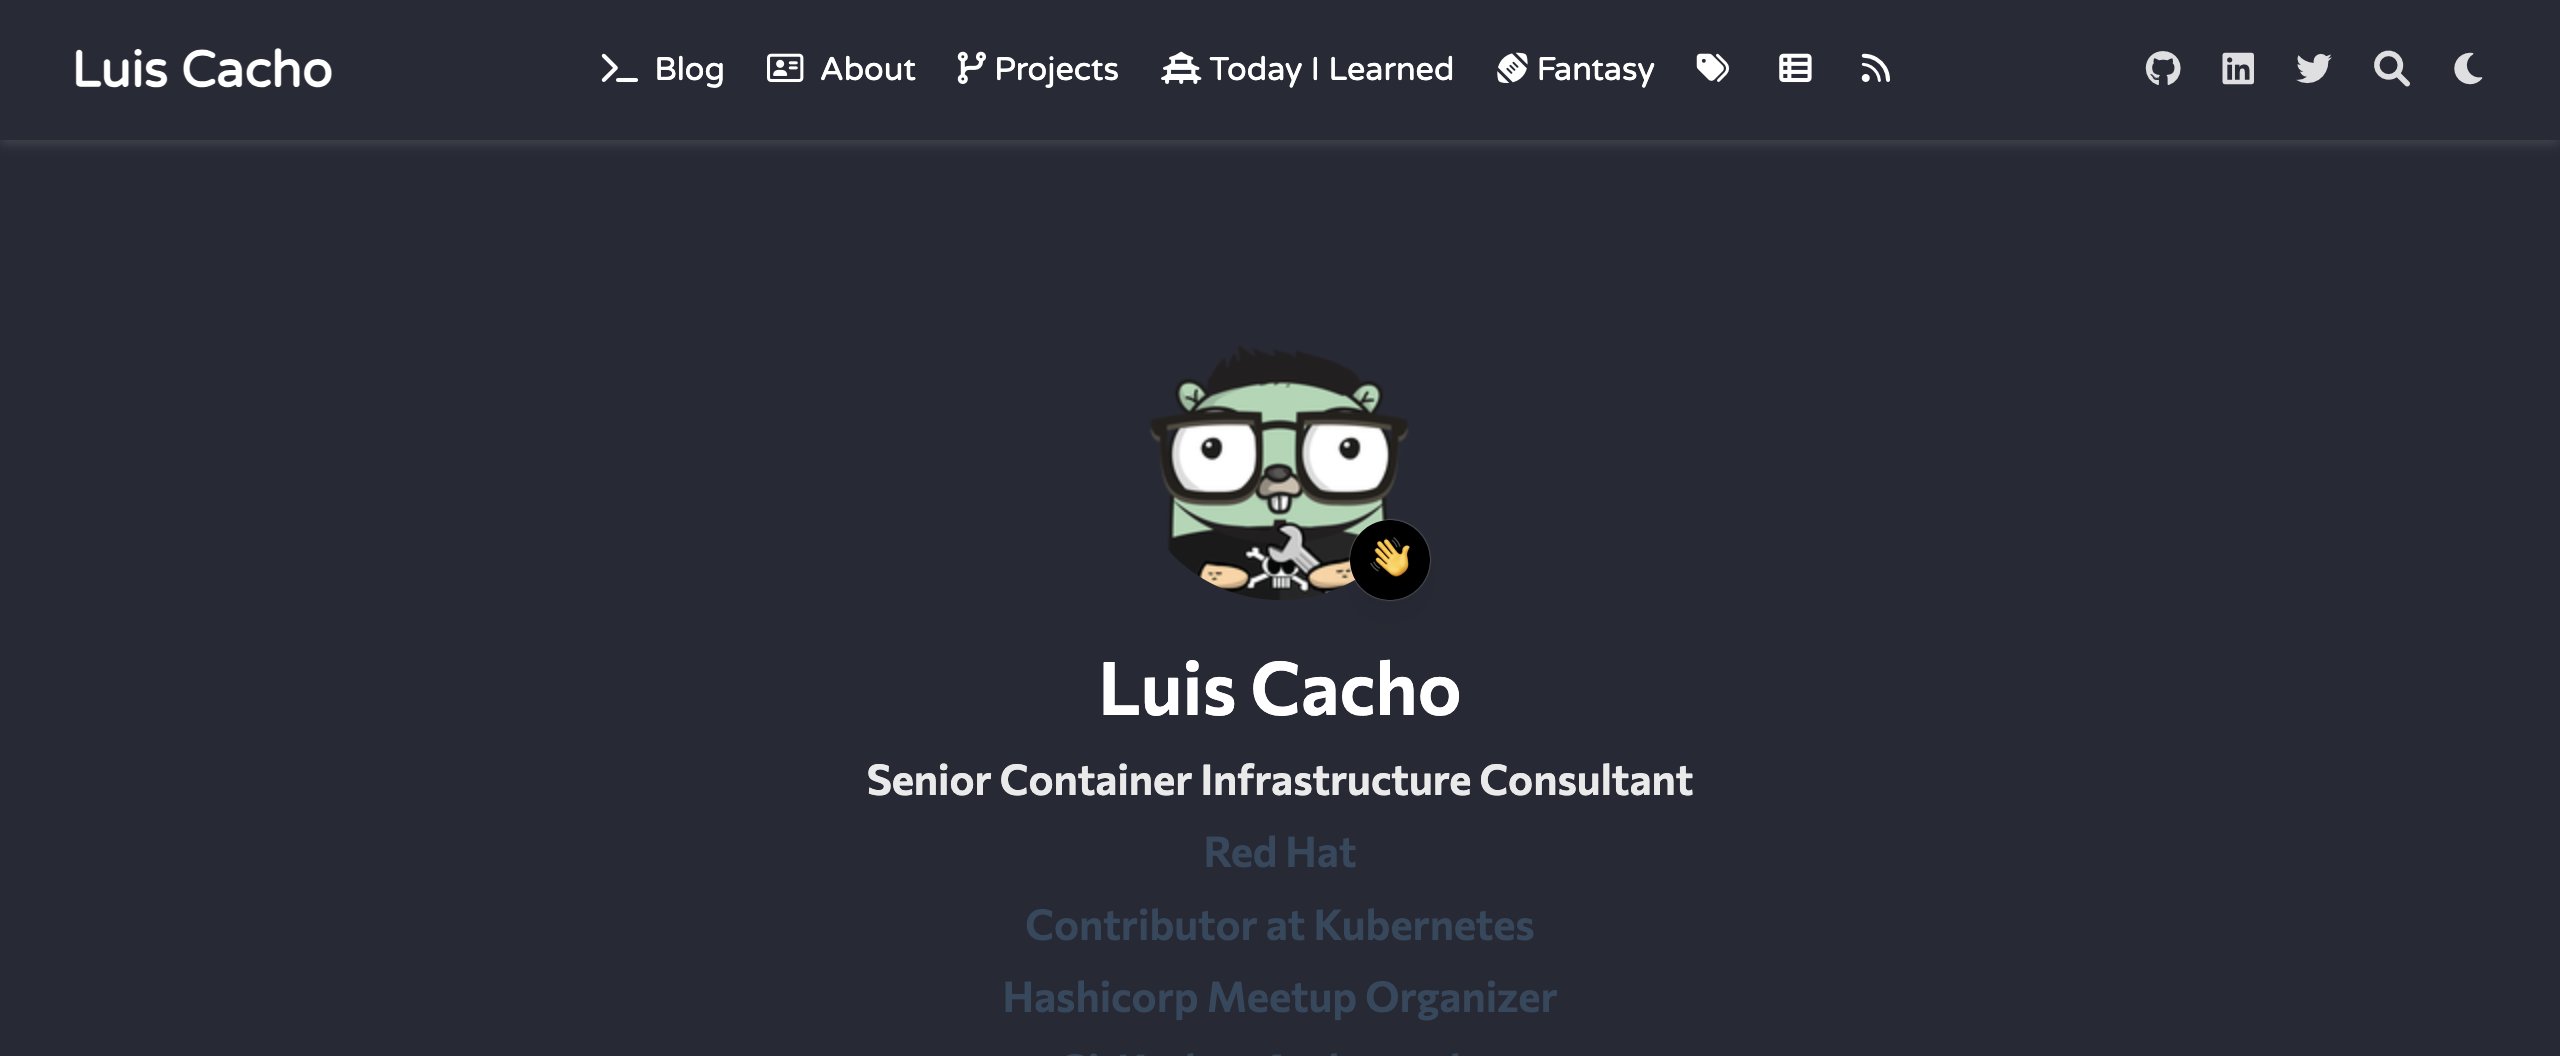 Luis Cacho
Blog About Projects Today I Learned Fantasy
Luis Cacho
Senior Container Infrastructure Consultant
Red Hat
Contributor at Kubernetes
Hashicorp Meetup Organizer